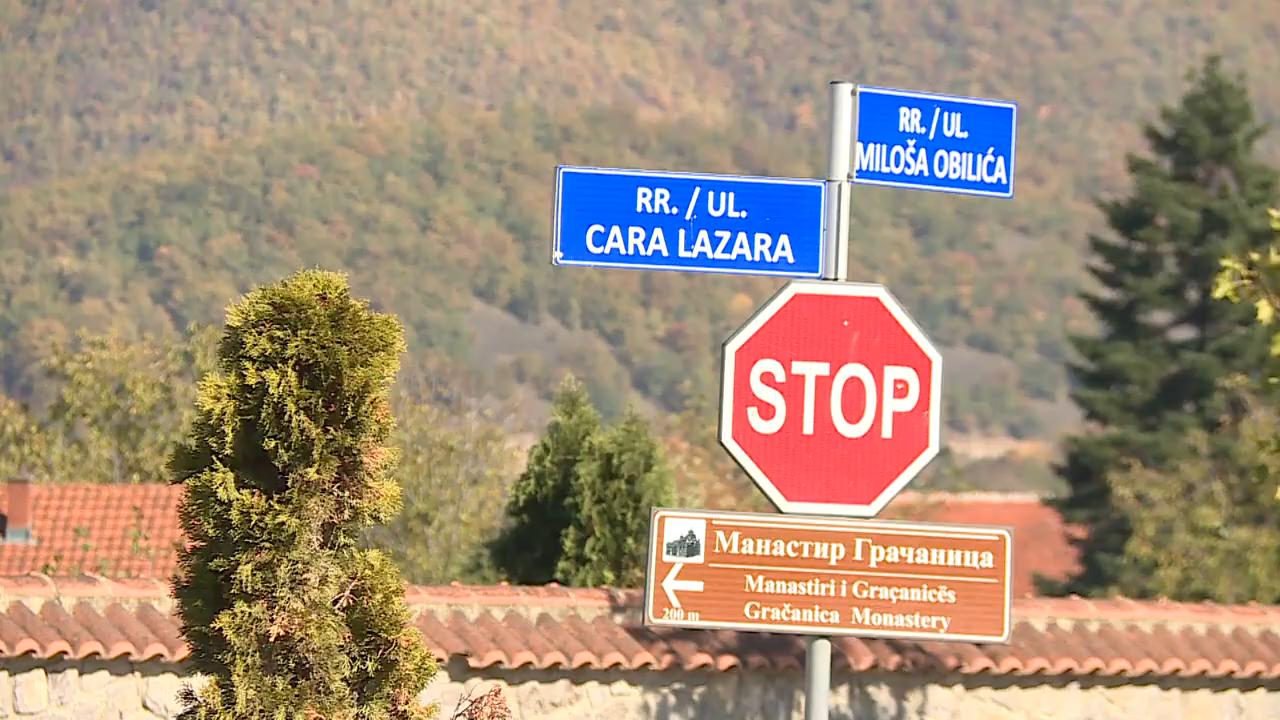 RR. / UL.
MILOŠA OBILIĆA
RR. / UL.
CARA LAZARA
STOP
Манастир Грачаница
Manastiri i Graçanicës
Gračanica Monastery
200 m